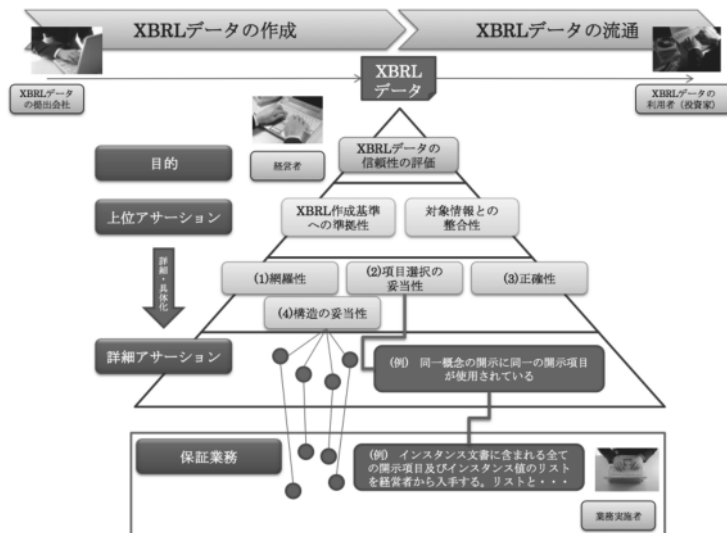 XBRLデータの作成
XBRLデータの流通
XBRL
データ
XBRLデータ
の提出会社
XBRLデータの
利用者（投資家）
目的
経営者
XBRLデータの
信頼性の評価
上位アサーション
XBRL作成基準
への準拠性
対象情報との
整合性
詳細・具体化
(1)網羅性
(2)項目選択の
妥当性
(3)正確性
(4)構造の妥当性
詳細アサーション
(例) 同一概念の開示に同一の開示項目
が使用されている
保証業務
(例) インスタンス文書に含まれる全て
の開示項目及びインスタンス値のリスト
を経営者から入手する。リストと・・・
業務実施者